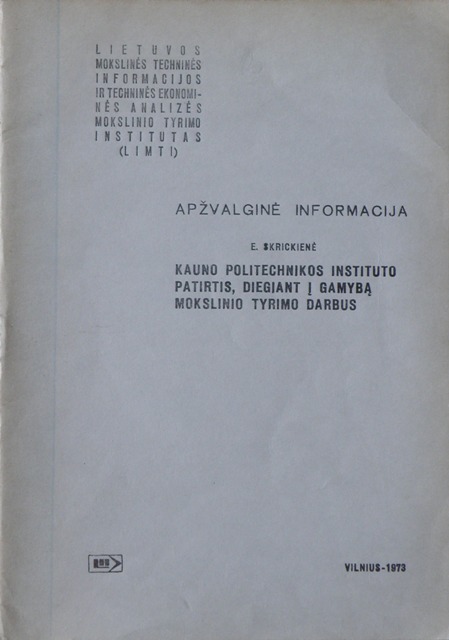 LIETUVOS
MOKSLINĖS TECHNINĖS
INFORMACIJOS
IR TECHNINĖS EKONOMI-
NĖS ANALIZĖS
MOKSLINIO TYRIMO
INSTITUTAS
(LIMTI)
APŽVALGINĖ INFORMACIJA
E. SKRICKIENĖ
KAUNO POLITECHNIKOS INSTITUTO
PATIRTIS, DIEGIANT Į GAMYBĄ
MOKSLINIO TYRIMO DARBUS
VILNIUS-1973